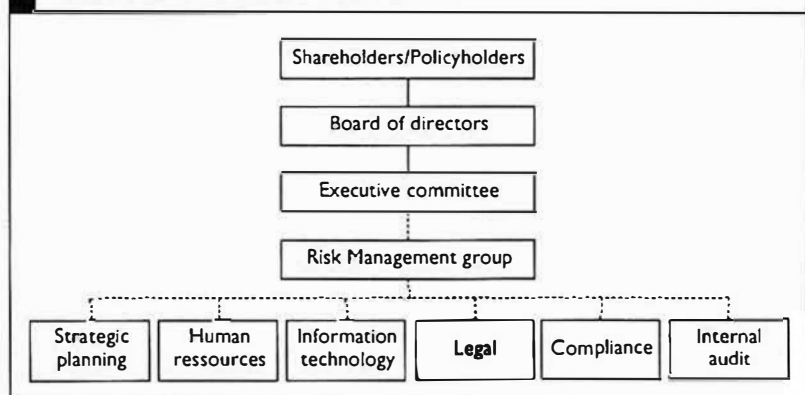 Shareholders/Policyholders
Board of directors
Executive committee
Risk Management group
Strategic
planning
Human
ressources
Information
technology
Legal
Compliance
Internal
audit